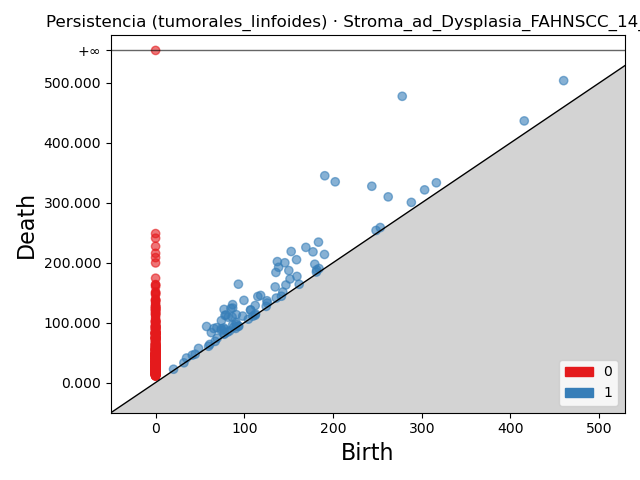 Persistencia (tumorales_linfoides) · Stroma_ad_Dysplasia_FAHNSCC_14_
+∞
500.000
400.000
300.000
200.000
100.000
0.000
Death
0 100 200 300 400 500
Birth
0
1